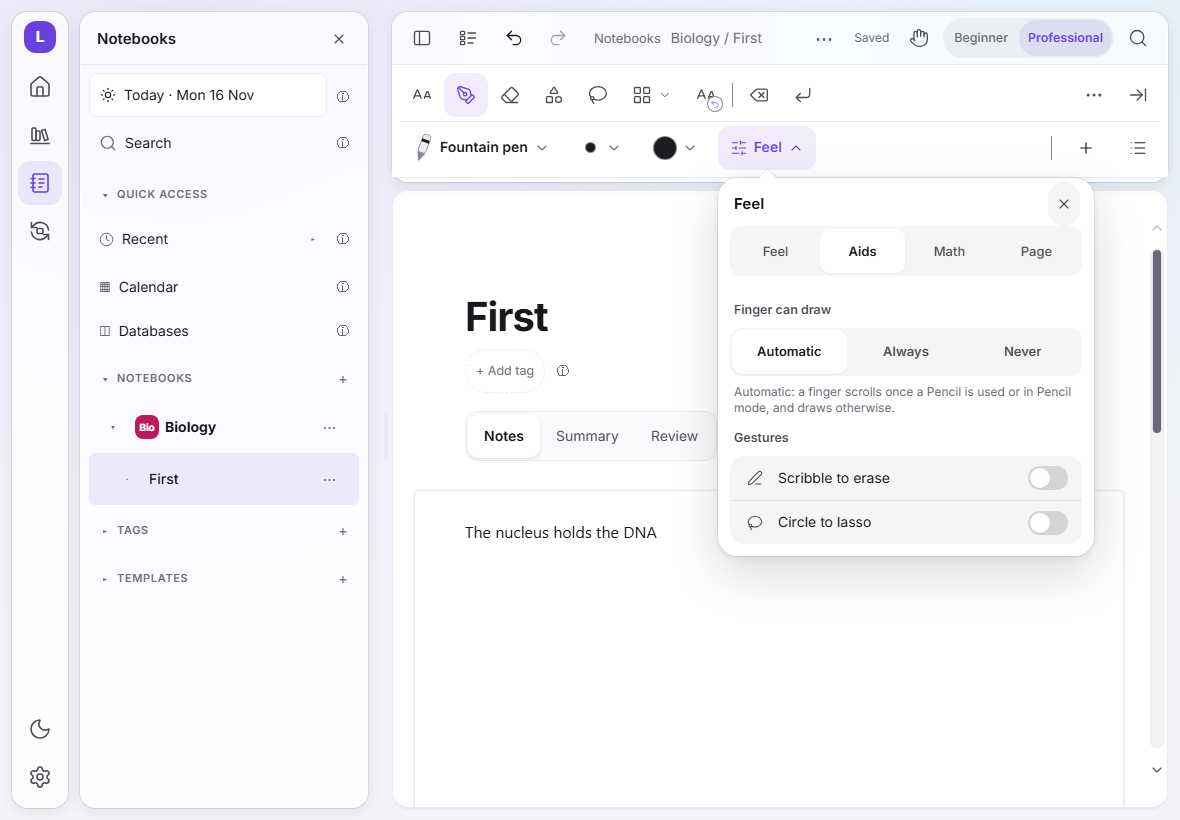 L
Notebooks
Today · Mon 16 Nov
Search
QUICK ACCESS
Recent
Calendar
Databases
NOTEBOOKS
Bio Biology
First
TAGS
TEMPLATES
Notebooks Biology / First
Saved
Beginner Professional
AA
AA
Fountain pen
Feel
Feel
Feel Aids Math Page
Finger can draw
Automatic Always Never
Automatic: a finger scrolls once a Pencil is used or in Pencil
mode, and draws otherwise.
Gestures
Scribble to erase
Circle to lasso
First
+ Add tag
Notes Summary Review
The nucleus holds the DNA